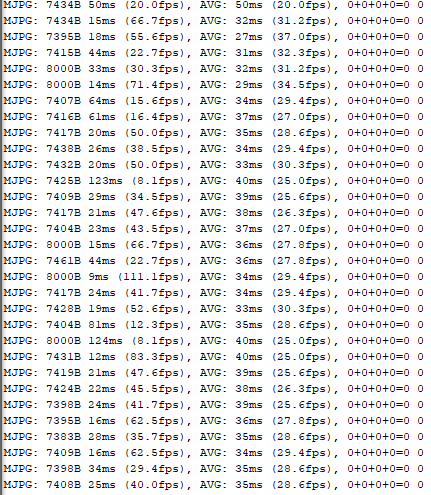 MJPG: 7434B 50ms (20.0fps), AVG: 50ms (20.0fps), 0+0+0+0=0 0
MJPG: 7434B 15ms (66.7fps), AVG: 32ms (31.2fps), 0+0+0+0=0 0
MJPG: 7395B 18ms (55.6fps), AVG: 27ms (37.0fps), 0+0+0+0=0 0
MJPG: 7415B 44ms (22.7fps), AVG: 31ms (32.3fps), 0+0+0+0=0 0
MJPG: 8000B 33ms (30.3fps), AVG: 32ms (31.2fps), 0+0+0+0=0 0
MJPG: 8000B 14ms (71.4fps), AVG: 29ms (34.5fps), 0+0+0+0=0 0
MJPG: 7407B 64ms (15.6fps), AVG: 34ms (29.4fps), 0+0+0+0=0 0
MJPG: 7416B 61ms (16.4fps), AVG: 37ms (27.0fps), 0+0+0+0=0 0
MJPG: 7417B 20ms (50.0fps), AVG: 35ms (28.6fps), 0+0+0+0=0 0
MJPG: 7438B 26ms (38.5fps), AVG: 34ms (29.4fps), 0+0+0+0=0 0
MJPG: 7432B 20ms (50.0fps), AVG: 33ms (30.3fps), 0+0+0+0=0 0
MJPG: 7425B 123ms (8.1fps), AVG: 40ms (25.0fps), 0+0+0+0=0 0
MJPG: 7409B 29ms (34.5fps), AVG: 39ms (25.6fps), 0+0+0+0=0 0
MJPG: 7417B 21ms (47.6fps), AVG: 38ms (26.3fps), 0+0+0+0=0 0
MJPG: 7404B 23ms (43.5fps), AVG: 37ms (27.0fps), 0+0+0+0=0 0
MJPG: 8000B 15ms (66.7fps), AVG: 36ms (27.8fps), 0+0+0+0=0 0
MJPG: 7461B 44ms (22.7fps), AVG: 36ms (27.8fps), 0+0+0+0=0 0
MJPG: 8000B 9ms (111.1fps), AVG: 34ms (29.4fps), 0+0+0+0=0 0
MJPG: 7417B 24ms (41.7fps), AVG: 34ms (29.4fps), 0+0+0+0=0 0
MJPG: 7428B 19ms (52.6fps), AVG: 33ms (30.3fps), 0+0+0+0=0 0
MJPG: 7404B 81ms (12.3fps), AVG: 35ms (28.6fps), 0+0+0+0=0 0
MJPG: 8000B 124ms (8.1fps), AVG: 40ms (25.0fps), 0+0+0+0=0 0
MJPG: 7431B 12ms (83.3fps), AVG: 40ms (25.0fps), 0+0+0+0=0 0
MJPG: 7419B 21ms (47.6fps), AVG: 39ms (25.6fps), 0+0+0+0=0 0
MJPG: 7424B 22ms (45.5fps), AVG: 38ms (26.3fps), 0+0+0+0=0 0
MJPG: 7398B 24ms (41.7fps), AVG: 39ms (25.6fps), 0+0+0+0=0 0
MJPG: 7395B 16ms (62.5fps), AVG: 36ms (27.8fps), 0+0+0+0=0 0
MJPG: 7383B 28ms (35.7fps), AVG: 35ms (28.6fps), 0+0+0+0=0 0
MJPG: 7409B 16ms (62.5fps), AVG: 34ms (29.4fps), 0+0+0+0=0 0
MJPG: 7398B 34ms (29.4fps), AVG: 35ms (28.6fps), 0+0+0+0=0 0
MJPG: 7408B 25ms (40.0fps), AVG: 35ms (28.6fps), 0+0+0+0=0 0